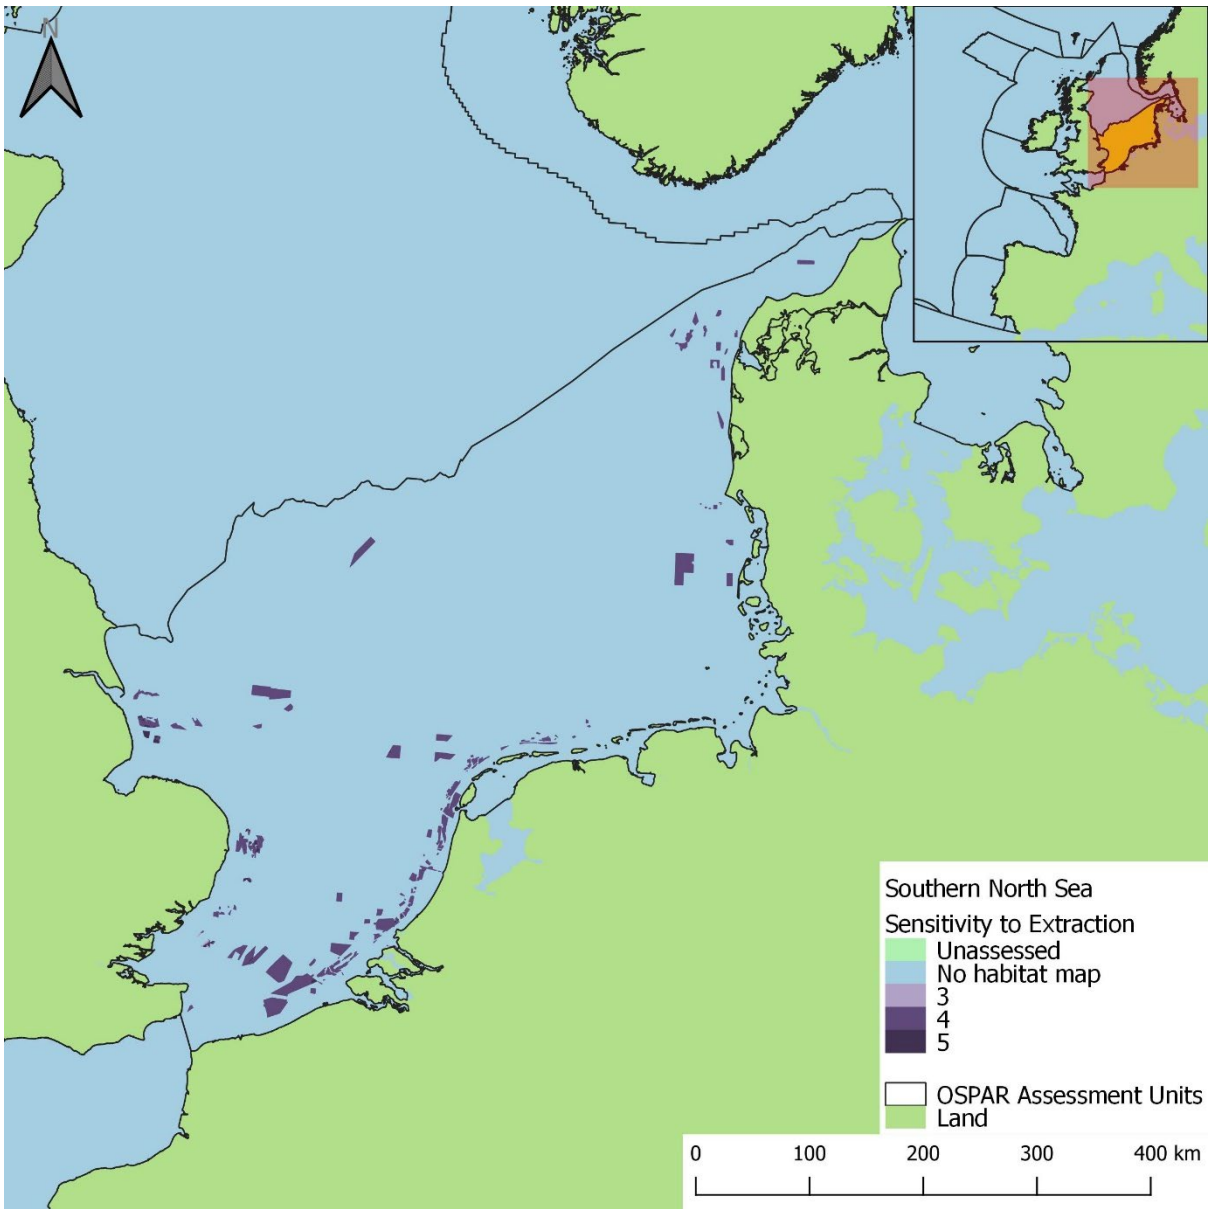 N
Southern North Sea
Sensitivity to Extraction
Unassessed
No habitat map
3
4
5
OSPAR Assessment Units
Land
0 100 200 300 400 km